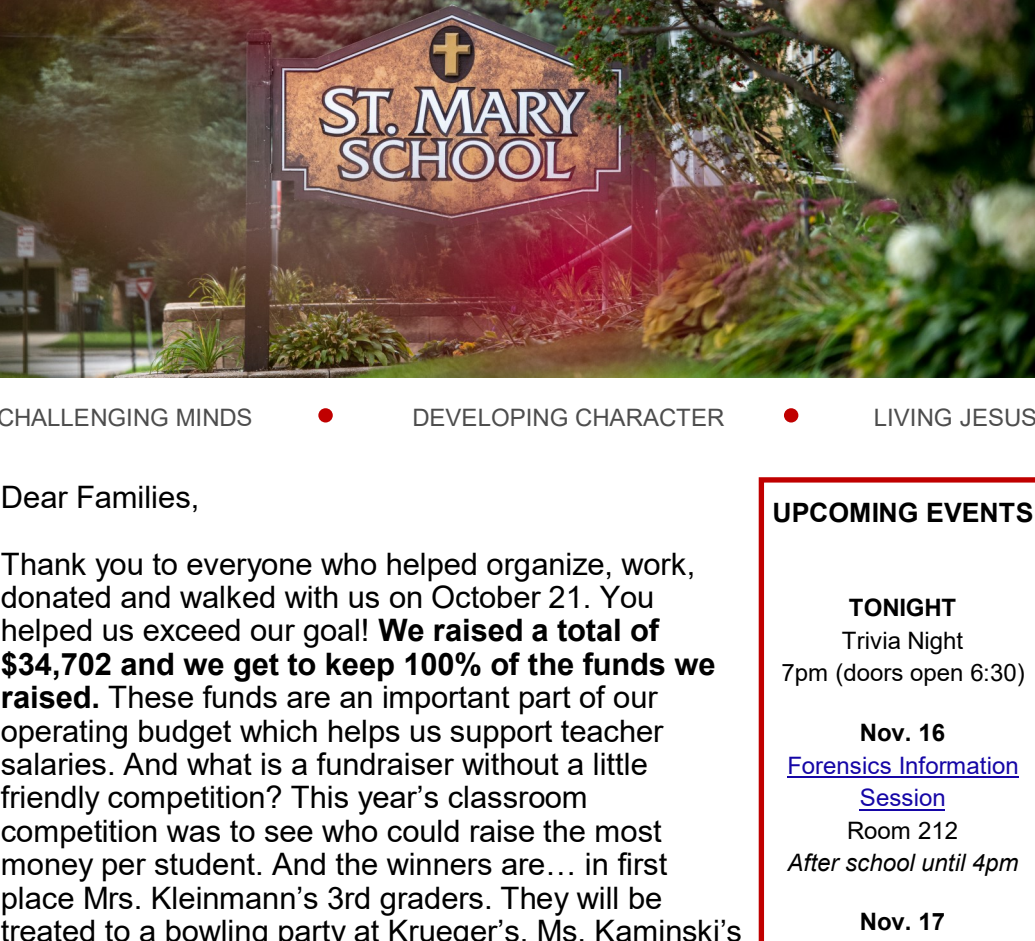 ST. MARY
SCHOOL
CHALLENGING MINDS • DEVELOPING CHARACTER • LIVING JESUS
Dear Families,
Thank you to everyone who helped organize, work,
donated and walked with us on October 21. You
helped us exceed our goal! We raised a total of
$34,702 and we get to keep 100% of the funds we
raised. These funds are an important part of our
operating budget which helps us support teacher
salaries. And what is a fundraiser without a little
friendly competition? This year’s classroom
competition was to see who could raise the most
money per student. And the winners are… in first
place Mrs. Kleinmann’s 3rd graders. They will be
treated to a bowling party at Krueger’s. Ms. Kaminski’s
UPCOMING EVENTS
TONIGHT
Trivia Night
7pm (doors open 6:30)
Nov. 16
Forensics Information
Session
Room 212
After school until 4pm
Nov. 17